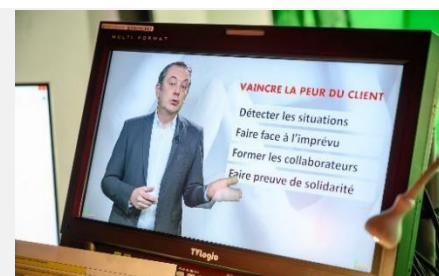 MULTI FORMAT
VAINCRE LA PEUR DU CLIENT
Détecter les situations
Faire face à l'imprévu
Former les collaborateurs
Faire preuve de solidarité
TVlogic